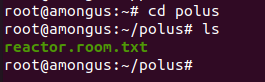 root@amongus:~# cd polus
root@amongus:~/polus# ls
reactor.room.txt
root@amongus:~/polus#